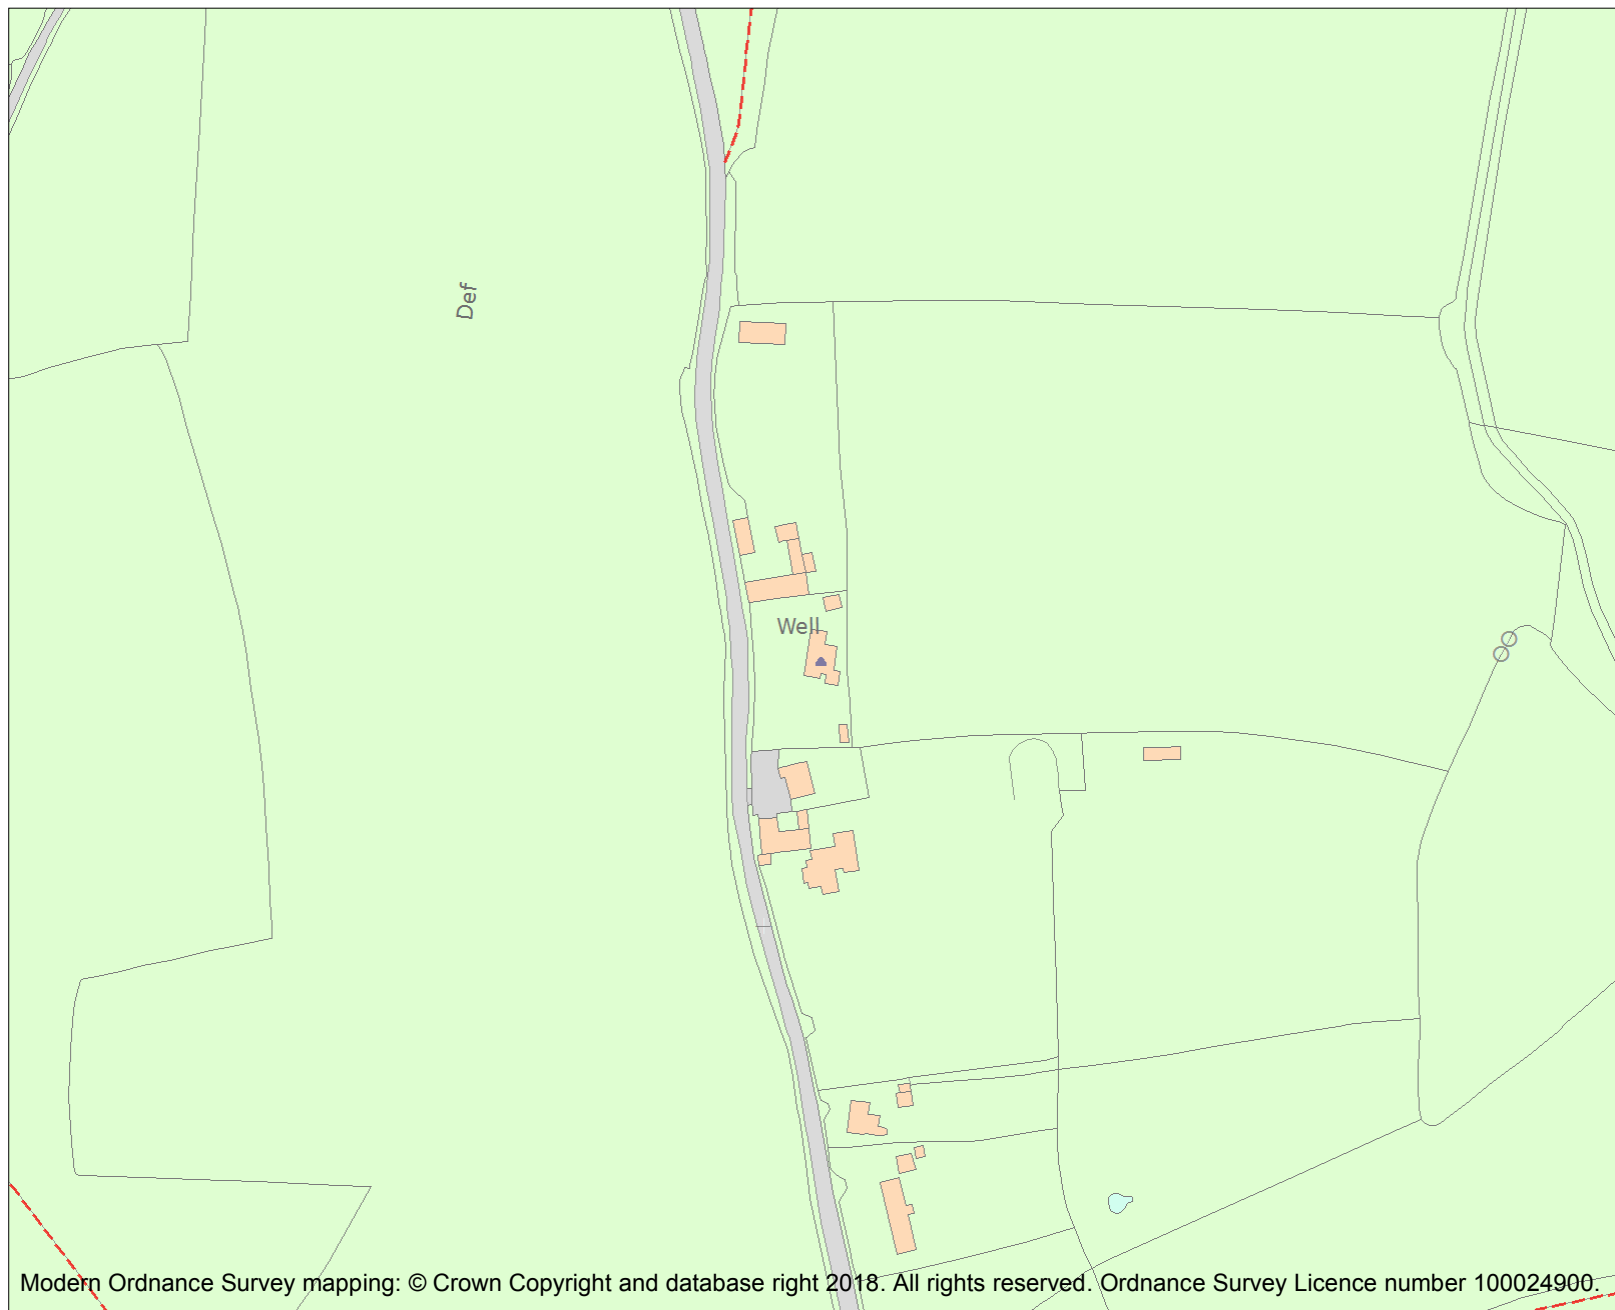 Def
Well
Modern Ordnance Survey mapping: © Crown Copyright and database right 2018. All rights reserved. Ordnance Survey Licence number 100024900.